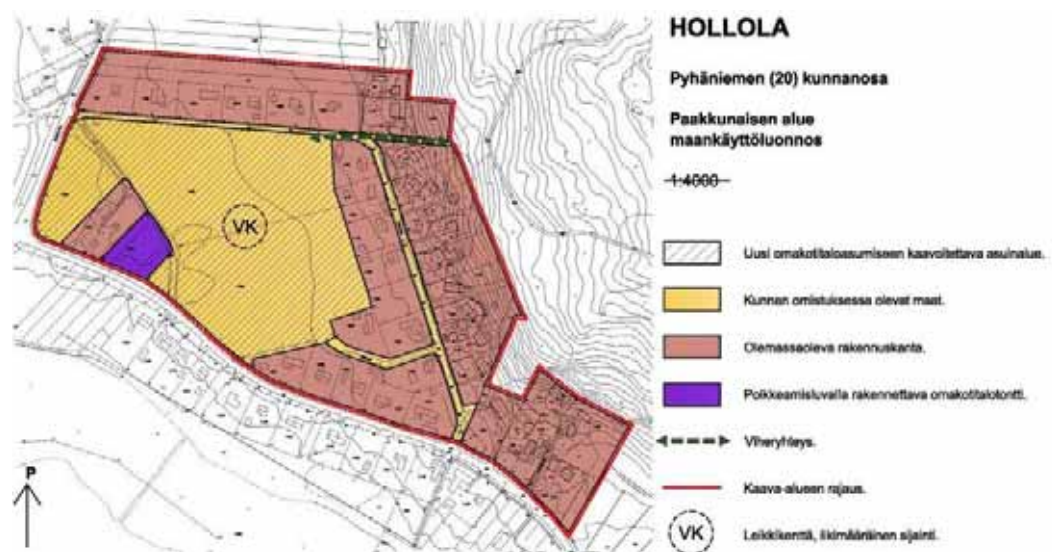 HOLLOLA
Pyhäniemen (20) kunnanosa
Paakkunaisen alue
maankäyttöluonnos
1:4000
Uusi omakotitaloasumiseen kaavoitettava asuinalue.
Kunnan omistuksessa olevat maat.
Olemassaoleva rakennuskanta.
Poikkeamisluvalla rakennettava omakotitalotontti.
Viheryhteys.
Kaava-alueen rajaus.
VK
Leikkikenttä, likimääräinen sijainti.
VK
P